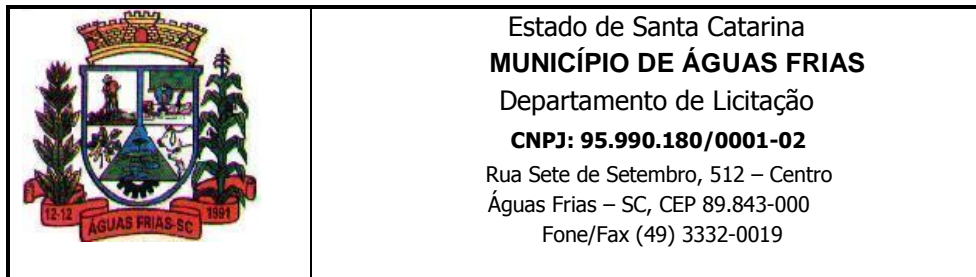 Estado de Santa Catarina
MUNICÍPIO DE ÁGUAS FRIAS
Departamento de Licitação
CNPJ: 95.990.180/0001-02
Rua Sete de Setembro, 512 – Centro
Águas Frias – SC, CEP 89.843-000
Fone/Fax (49) 3332-0019
12-12
ÁGUAS FRIAS-SC
1991